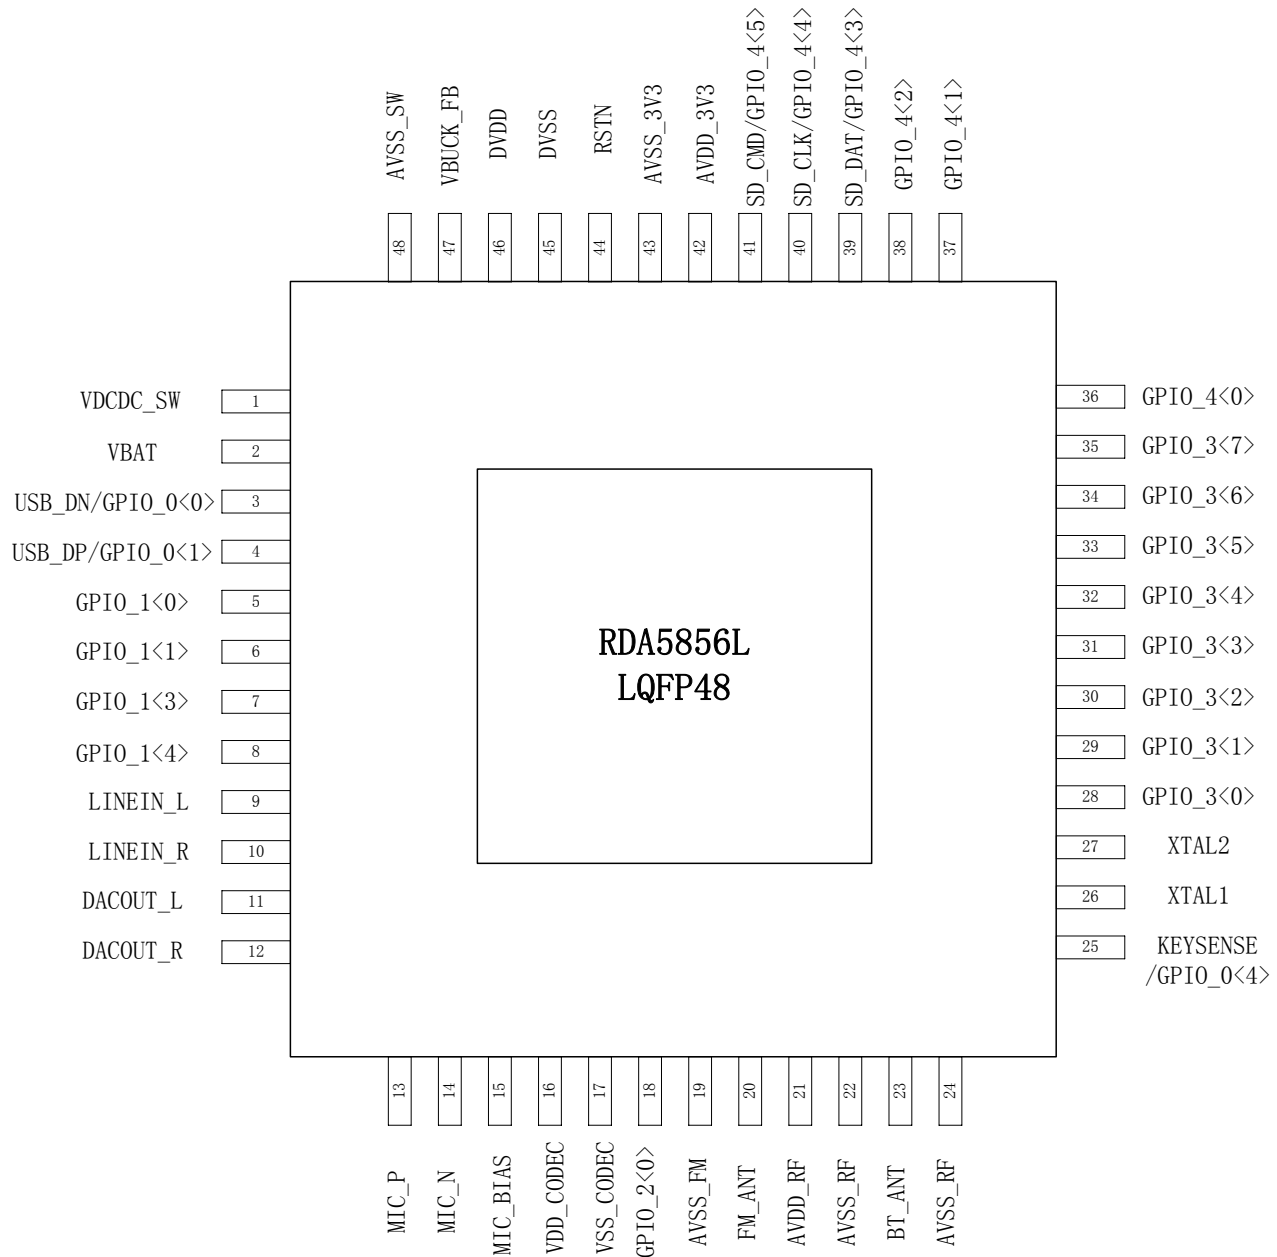 AVSS_SW
VBUCK_FB
DVDD
DVSS
RSTN
AVSS_3V3
AVDD_3V3
SD_CMD/GPIO_4<5>
SD_CLK/GPIO_4<4>
SD_DAT/GPIO_4<3>
GPIO_4<2>
GPIO_4<1>
48
47
46
45
44
43
42
41
40
39
38
37
VDCDC_SW 1
VBAT 2
USB_DN/GPIO_0<0> 3
USB_DP/GPIO_0<1> 4
GPIO_1<0> 5
GPIO_1<1> 6
GPIO_1<3> 7
GPIO_1<4> 8
LINEIN_L 9
LINEIN_R 10
DACOUT_L 11
DACOUT_R 12
RDA5856L
LQFP48
36 GPIO_4<0>
35 GPIO_3<7>
34 GPIO_3<6>
33 GPIO_3<5>
32 GPIO_3<4>
31 GPIO_3<3>
30 GPIO_3<2>
29 GPIO_3<1>
28 GPIO_3<0>
27 XTAL2
26 XTAL1
25 KEYSENSE
/GPIO_0<4>
13
14
15
16
17
18
19
20
21
22
23
24
MIC_P
MIC_N
MIC_BIAS
VDD_CODEC
VSS_CODEC
GPIO_2<0>
AVSS_FM
FM_ANT
AVDD_RF
AVSS_RF
BT_ANT
AVSS_RF